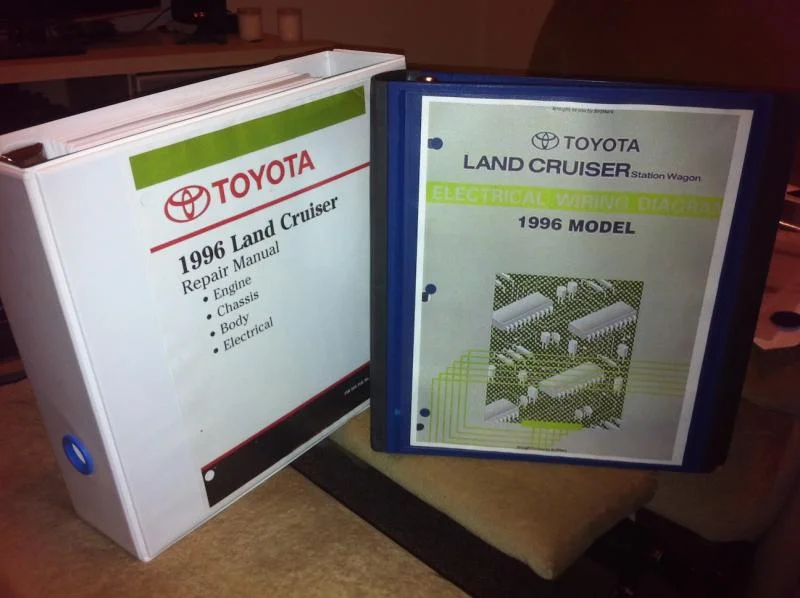 TOYOTA
1996 Land Cruiser
Repair Manual
• Engine
• Chassis
• Body
• Electrical
TOYOTA
LAND CRUISER Station Wagon
ELECTRICAL WIRING DIAGRAM
1996 MODEL